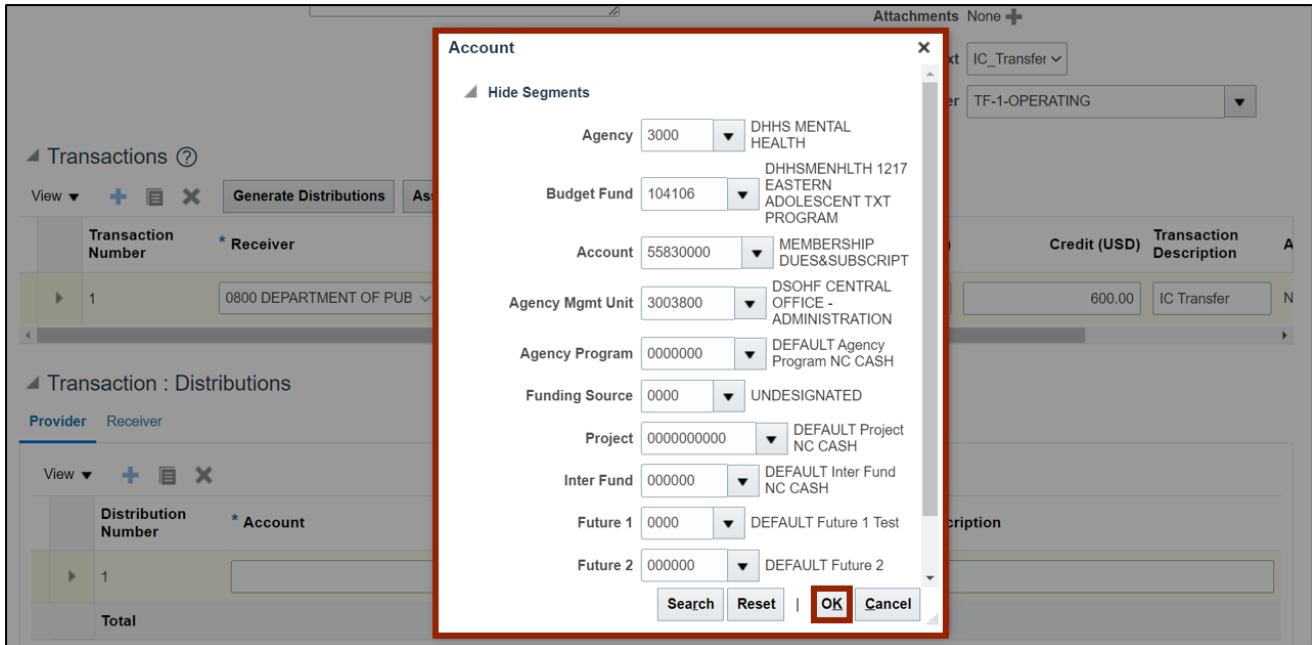 Attachments None
Account
xt IC_Transfer
Hide Segments
er TF-1-OPERATING
Agency 3000 DHHS MENTAL
HEALTH
Transactions
Budget Fund 104106 DHHSMENHLTH 1217
EASTERN
ADOLESCENT TXT
PROGRAM
View Generate Distributions As
Transaction
Number
* Receiver
Account 55830000 MEMBERSHIP
DUES&SUBSCRIPT
) Credit (USD) Transaction
Description A
1 0800 DEPARTMENT OF PUB
Agency Mgmt Unit 3003800 DSOHF CENTRAL
OFFICE -
ADMINISTRATION
600.00 IC Transfer N
Agency Program 0000000 DEFAULT Agency
Program NC CASH
Transaction : Distributions
Funding Source 0000 UNDESIGNATED
Provider Receiver
Project 0000000000 DEFAULT Project
NC CASH
View
Inter Fund 000000 DEFAULT Inter Fund
NC CASH
Distribution
Number
* Account
Future 1 0000 DEFAULT Future 1 Test
cription
Future 2 000000 DEFAULT Future 2
1
Search Reset | OK Cancel
Total